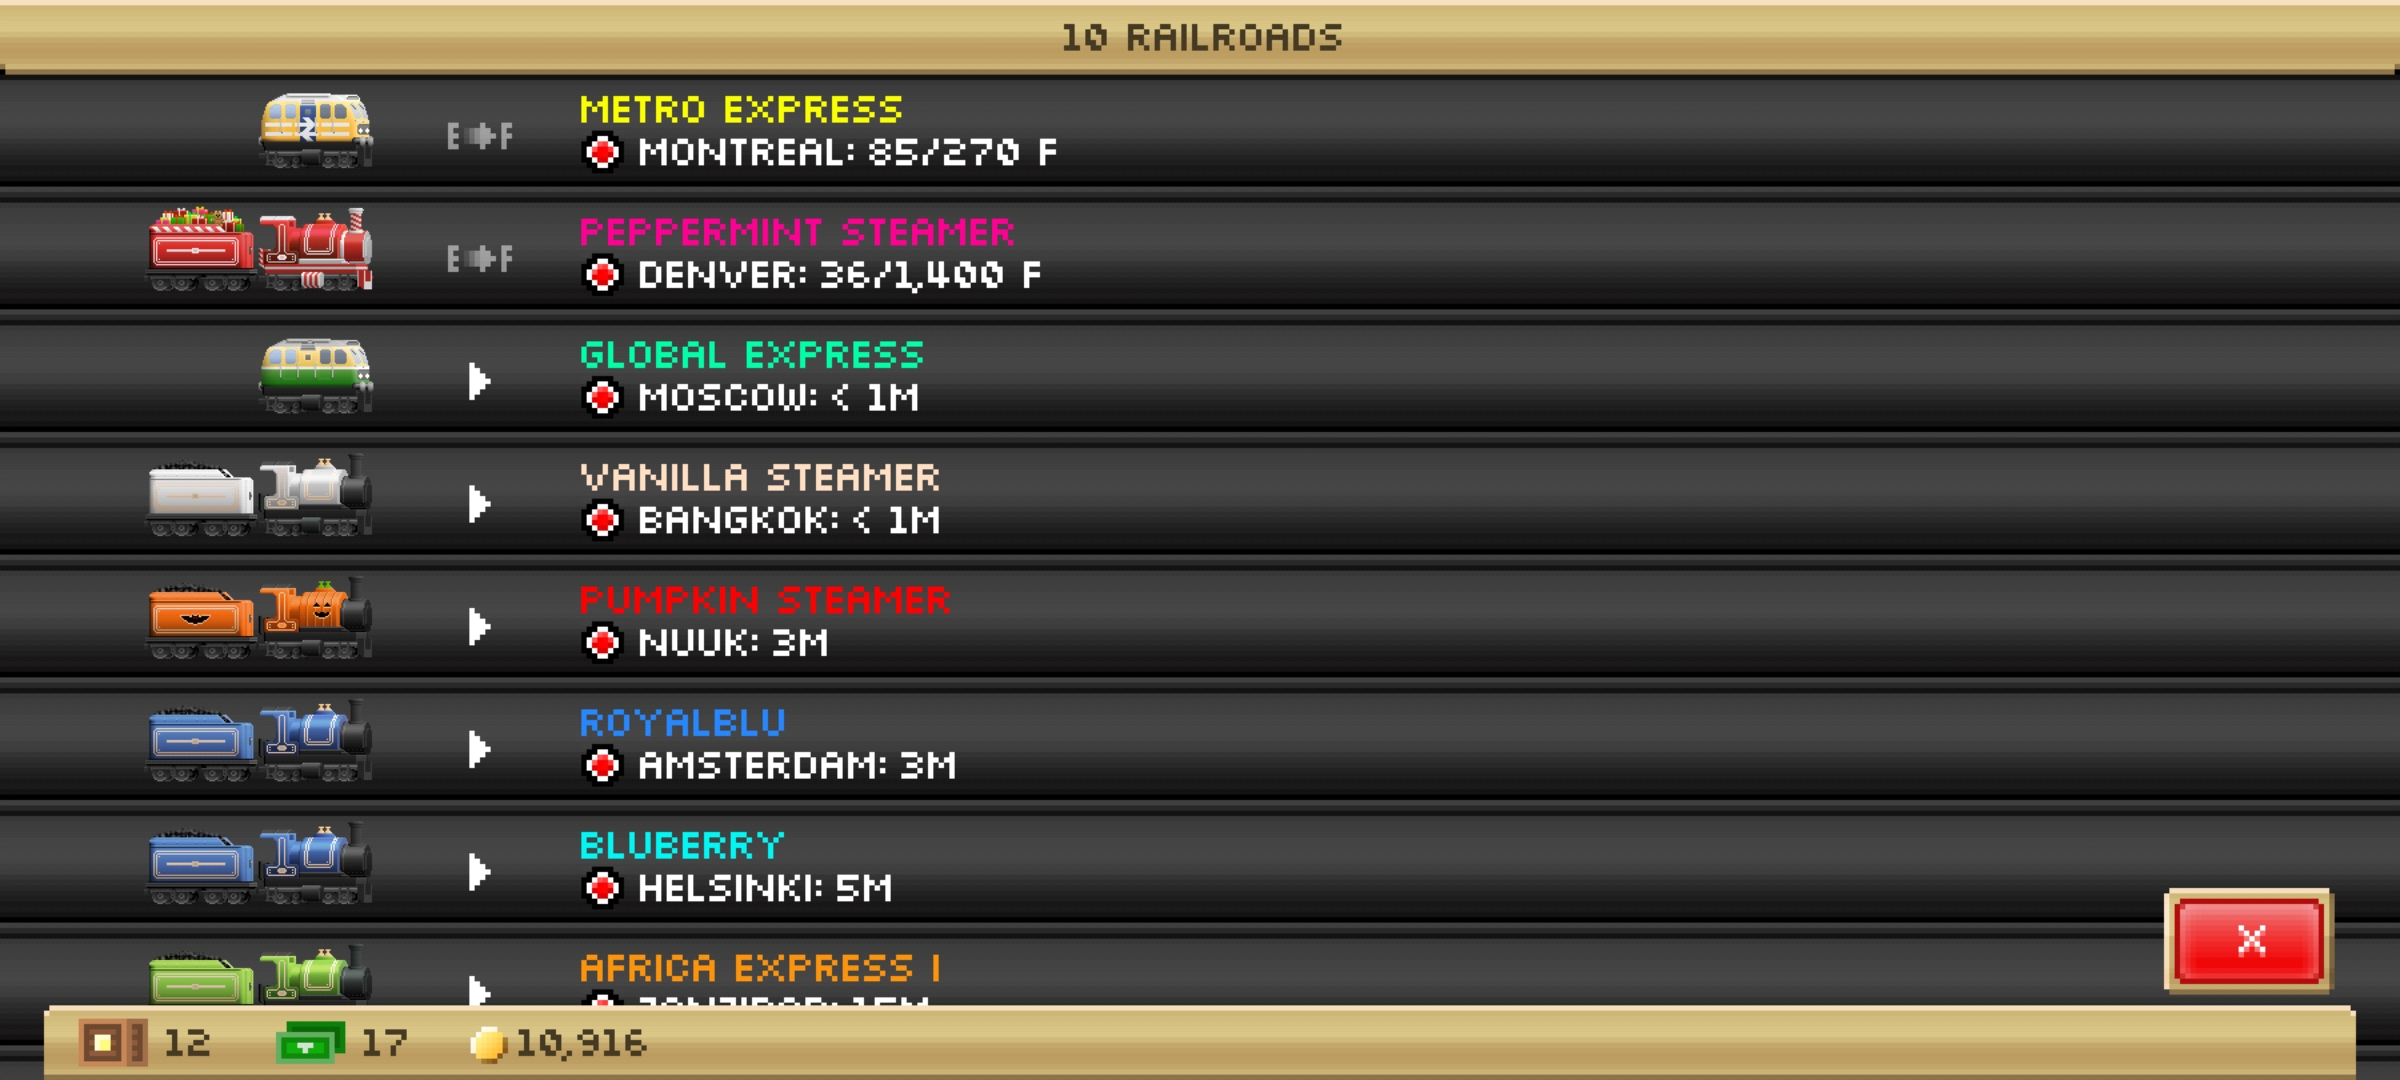 10 RAILROADS
METRO EXPRESS
E F
MONTREAL: 85/270 F
PEPPERMINT STEAMER
E F
DENVER: 36/1,400 F
GLOBAL EXPRESS
MOSCOW: < 1M
VANILLA STEAMER
BANGKOK: < 1M
PUMPKIN STEAMER
NUUK: 3M
ROYALBLU
AMSTERDAM: 3M
BLUBERRY
HELSINKI: 5M
X
AFRICA EXPRESS I
12 17 10,916